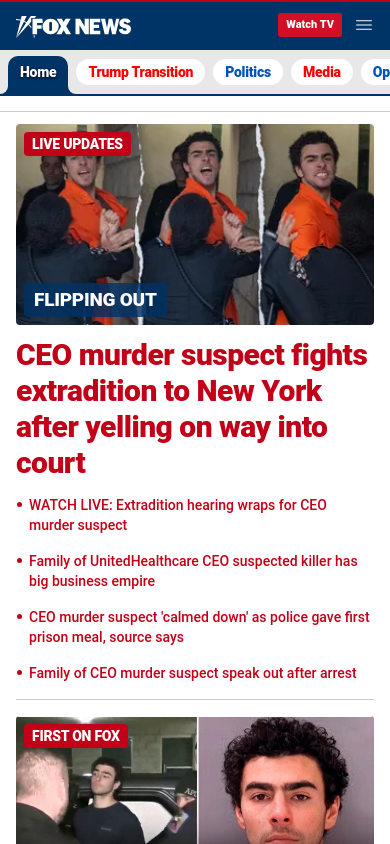 FOX NEWS
Watch TV
Home
Trump Transition
Politics
Media
Op
LIVE UPDATES
FLIPPING OUT
CEO murder suspect fights
extradition to New York
after yelling on way into
court
• WATCH LIVE: Extradition hearing wraps for CEO
murder suspect
• Family of UnitedHealthcare CEO suspected killer has
big business empire
• CEO murder suspect 'calmed down' as police gave first
prison meal, source says
• Family of CEO murder suspect speak out after arrest
FIRST ON FOX